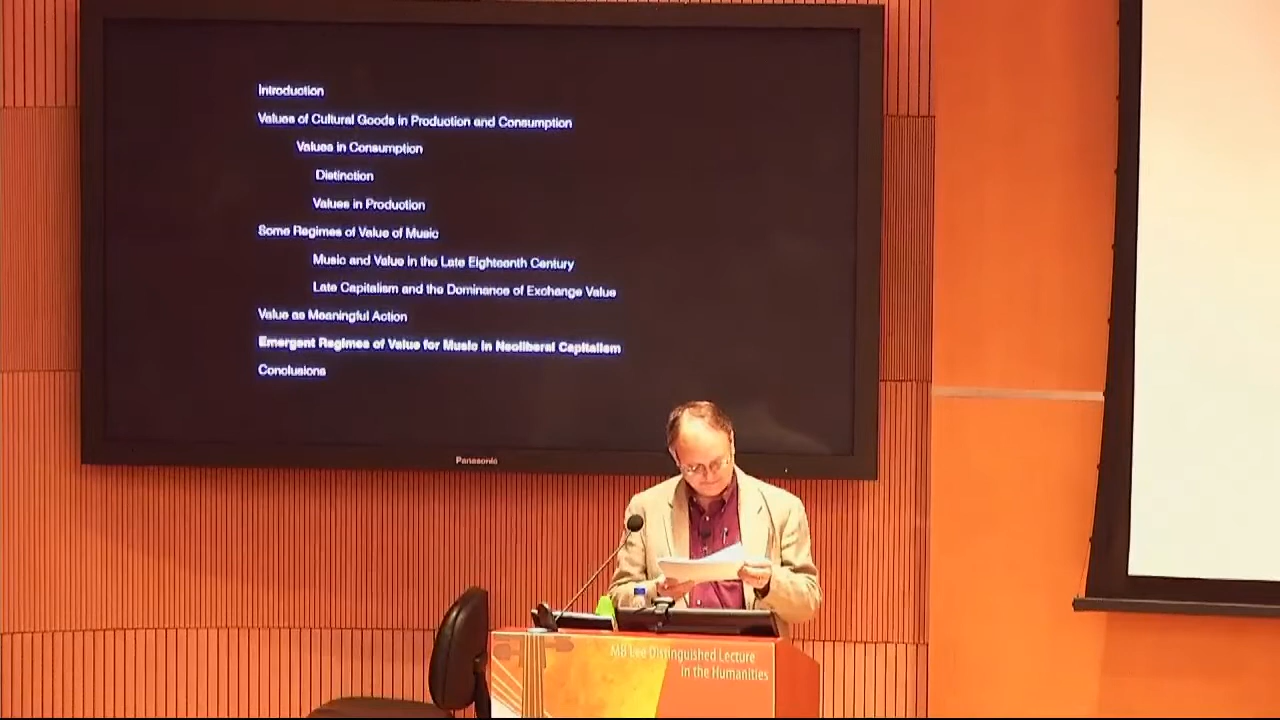 Introduction
Values of Cultural Goods in Production and Consumption
Values in Consumption
Distinction
Values in Production
Some Regimes of Value of Music
Music and Value in the Late Eighteenth Century
Late Capitalism and the Dominance of Exchange Value
Value as Meaningful Action
Emergent Regimes of Value for Music in Neoliberal Capitalism
Conclusions
Panasonic
MB Lee Distinguished Lecture
in the Humanities